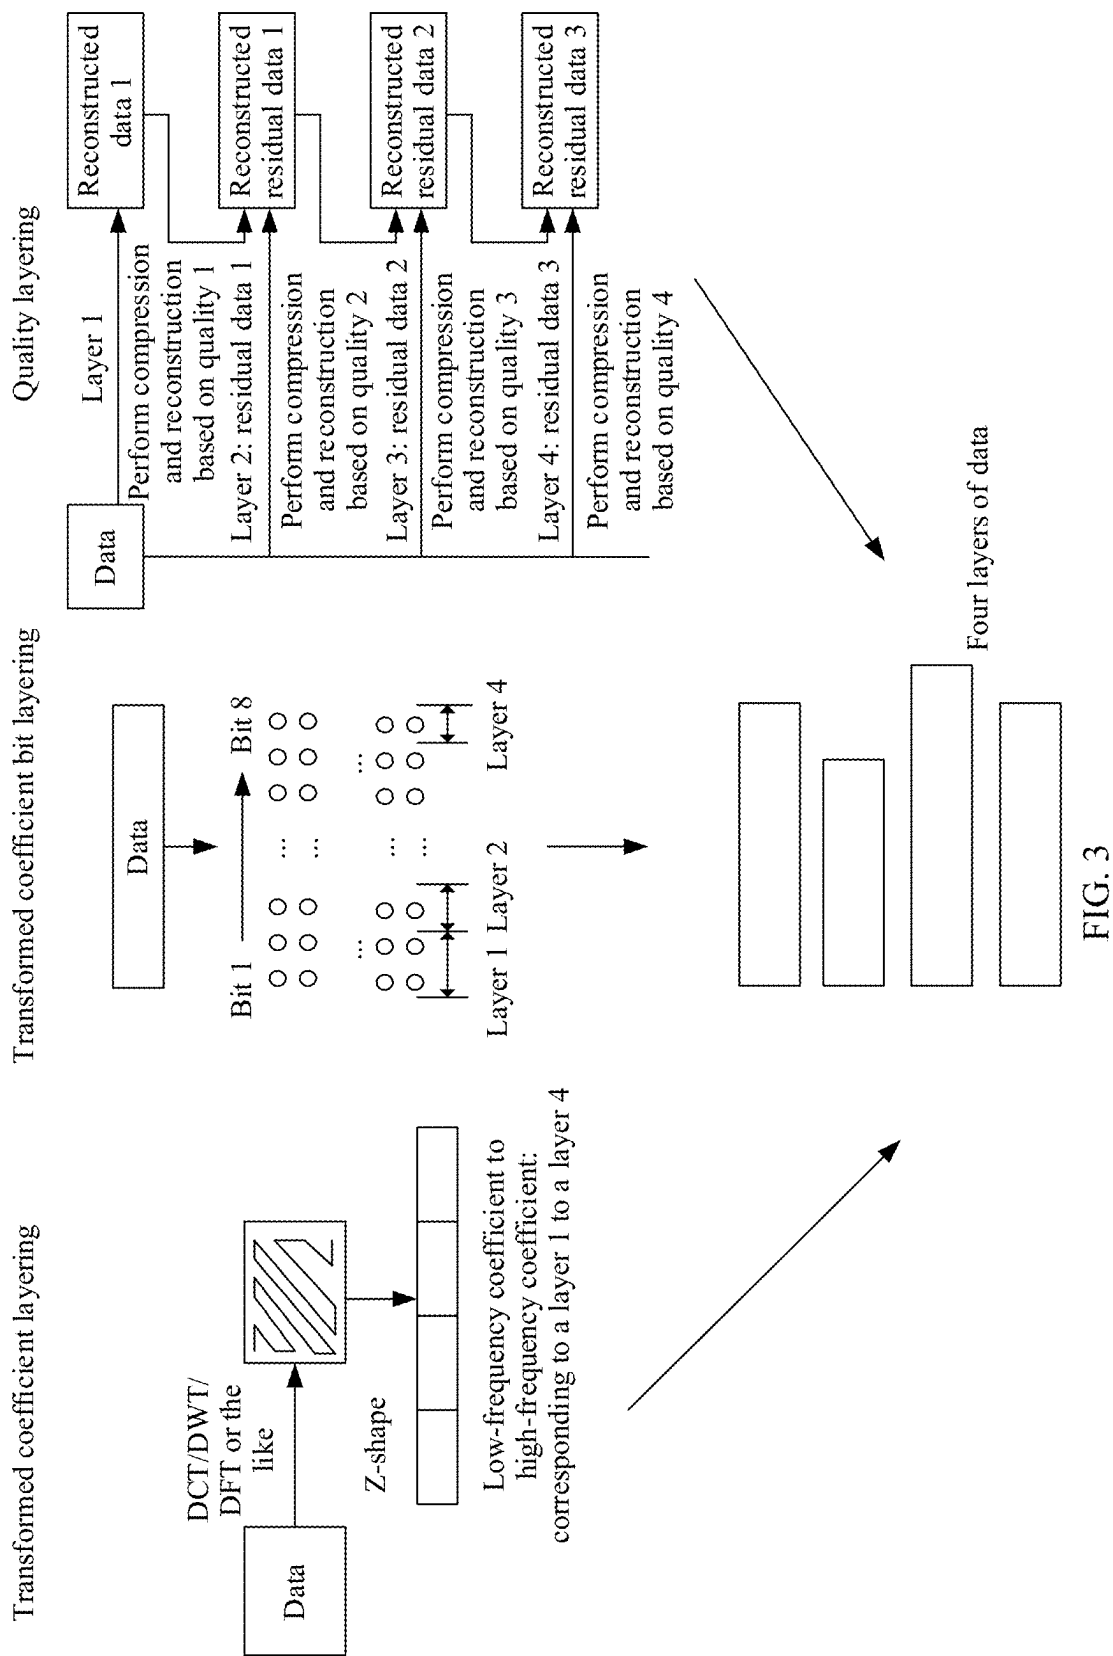 Transformed coefficient layering
Data
DCT/DWT/
DFT or the
like
Z-shape
Low-frequency coefficient to
high-frequency coefficient:
corresponding to a layer 1 to a layer 4
Transformed coefficient bit layering
Data
Bit 1
Bit 8
...
...
...
...
...
...
Layer 1
Layer 2
Layer 4
Quality layering
Data
Layer 1
Perform compression
and reconstruction
based on quality 1
Reconstructed
data 1
Layer 2: residual data 1
Perform compression
and reconstruction
based on quality 2
Reconstructed
residual data 1
Layer 3: residual data 2
Perform compression
and reconstruction
based on quality 3
Reconstructed
residual data 2
Layer 4: residual data 3
Perform compression
and reconstruction
based on quality 4
Reconstructed
residual data 3
Four layers of data
FIG. 3